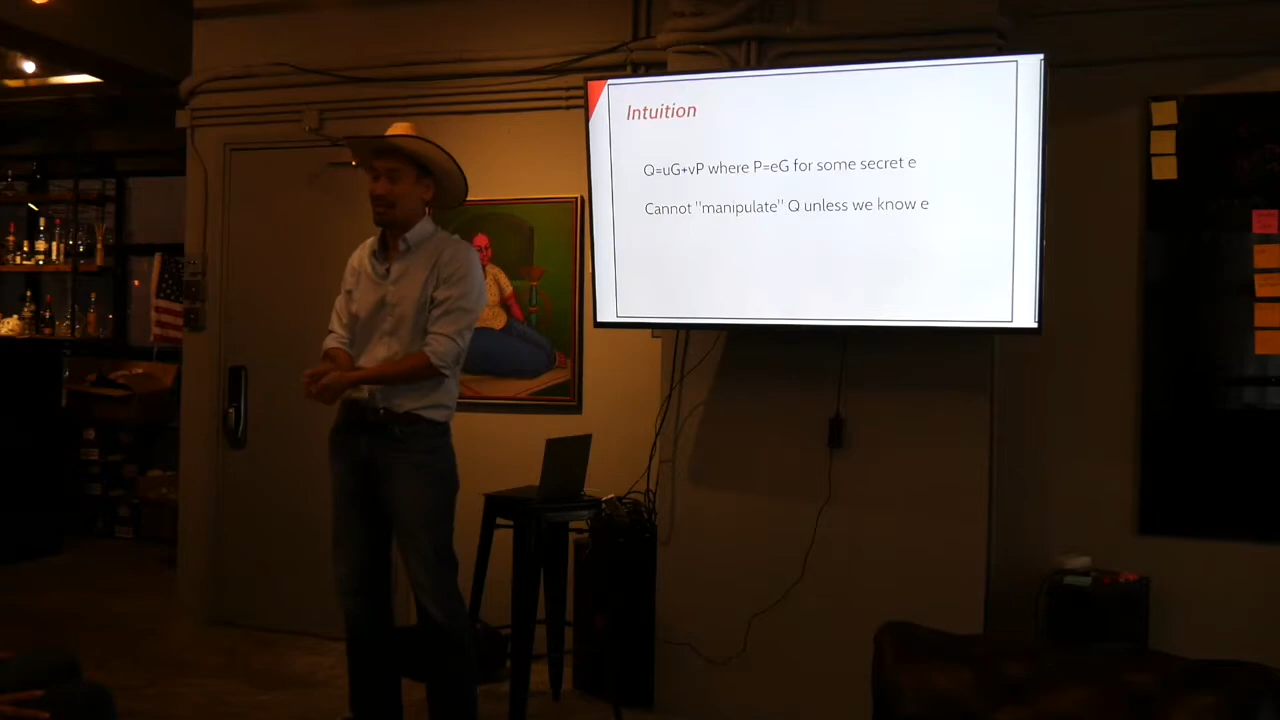 Intuition
Q=uG+vP where P=eG for some secret e
Cannot "manipulate" Q unless we know e